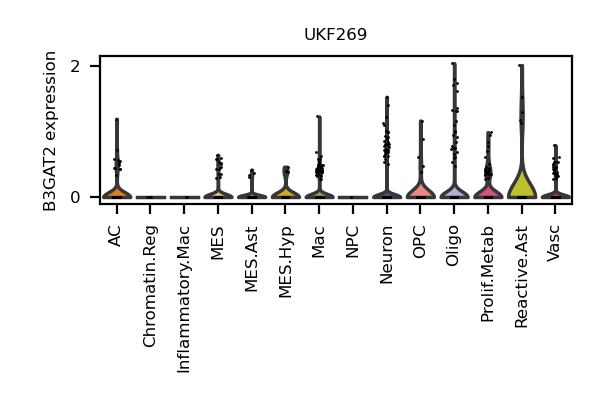 UKF269
B3GAT2 expression
2
0
AC
Chromatin.Reg
Inflammatory.Mac
MES
MES.Ast
MES.Hyp
Mac
NPC
Neuron
OPC
Oligo
Prolif.Metab
Reactive.Ast
Vasc